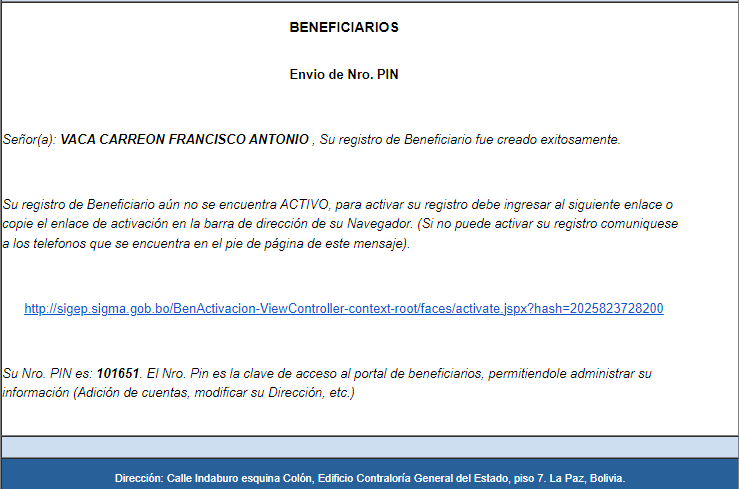 BENEFICIARIOS
Envio de Nro. PIN
Señor(a): VACA CARREON FRANCISCO ANTONIO , Su registro de Beneficiario fue creado exitosamente.
Su registro de Beneficiario aún no se encuentra ACTIVO, para activar su registro debe ingresar al siguiente enlace o
copie el enlace de activación en la barra de dirección de su Navegador. (Si no puede activar su registro comuniquese
a los telefonos que se encuentra en el pie de página de este mensaje).
http://sigep.sigma.gob.bo/BenActivacion-ViewController-context-root/faces/activate.jspx?hash=2025823728200
Su Nro. PIN es: 101651. El Nro. Pin es la clave de acceso al portal de beneficiarios, permitiendole administrar su
información (Adición de cuentas, modificar su Dirección, etc.)
Dirección: Calle Indaburo esquina Colón, Edificio Contraloría General del Estado, piso 7. La Paz, Bolivia.